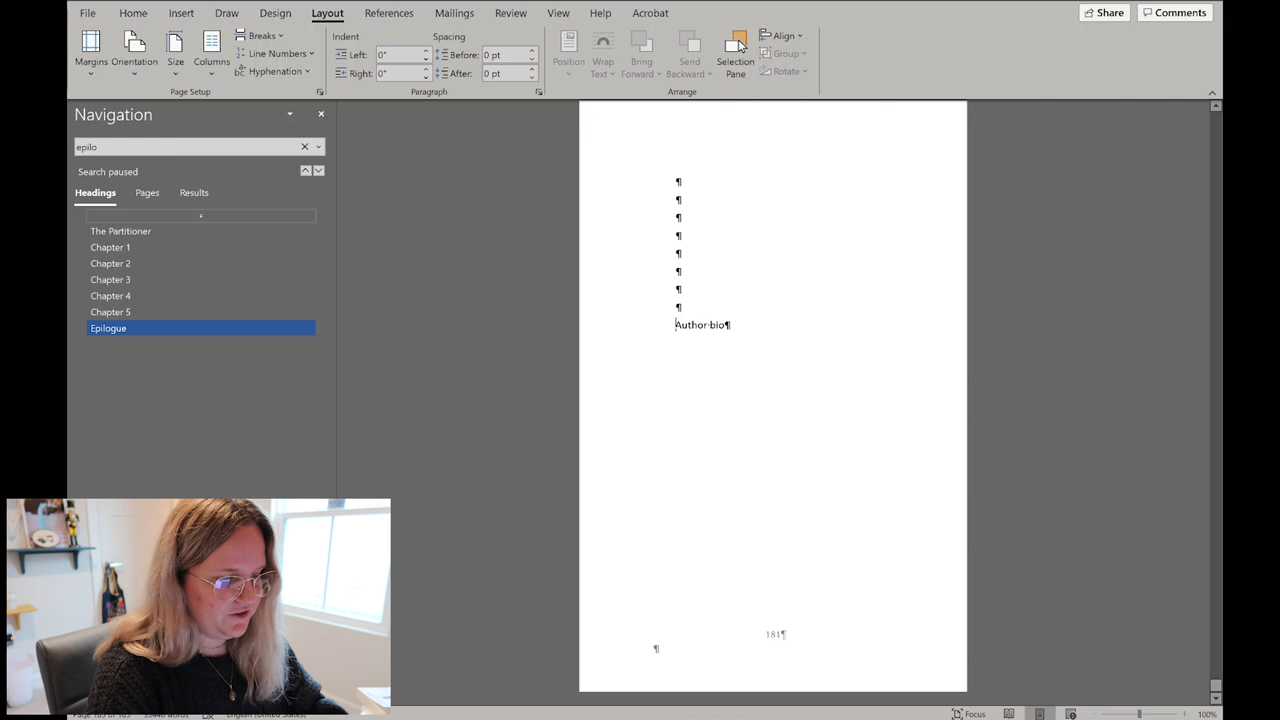 File Home Insert Draw Design Layout References Mailings Review View Help Acrobat Share Comments
Margins Orientation Size Columns Breaks Line Numbers Hyphenation Page Setup
Indent Left: 0" Right: 0" Spacing Before: 0 pt After: 0 pt Paragraph
Position Wrap Text Bring Forward Send Backward Selection Pane Align Group Rotate Arrange
Navigation
epilo
Search paused
Headings Pages Results
The Partitioner
Chapter 1
Chapter 2
Chapter 3
Chapter 4
Chapter 5
Epilogue
¶
¶
¶
¶
¶
¶
¶
¶
Author·bio¶
181¶
¶
Focus 100%